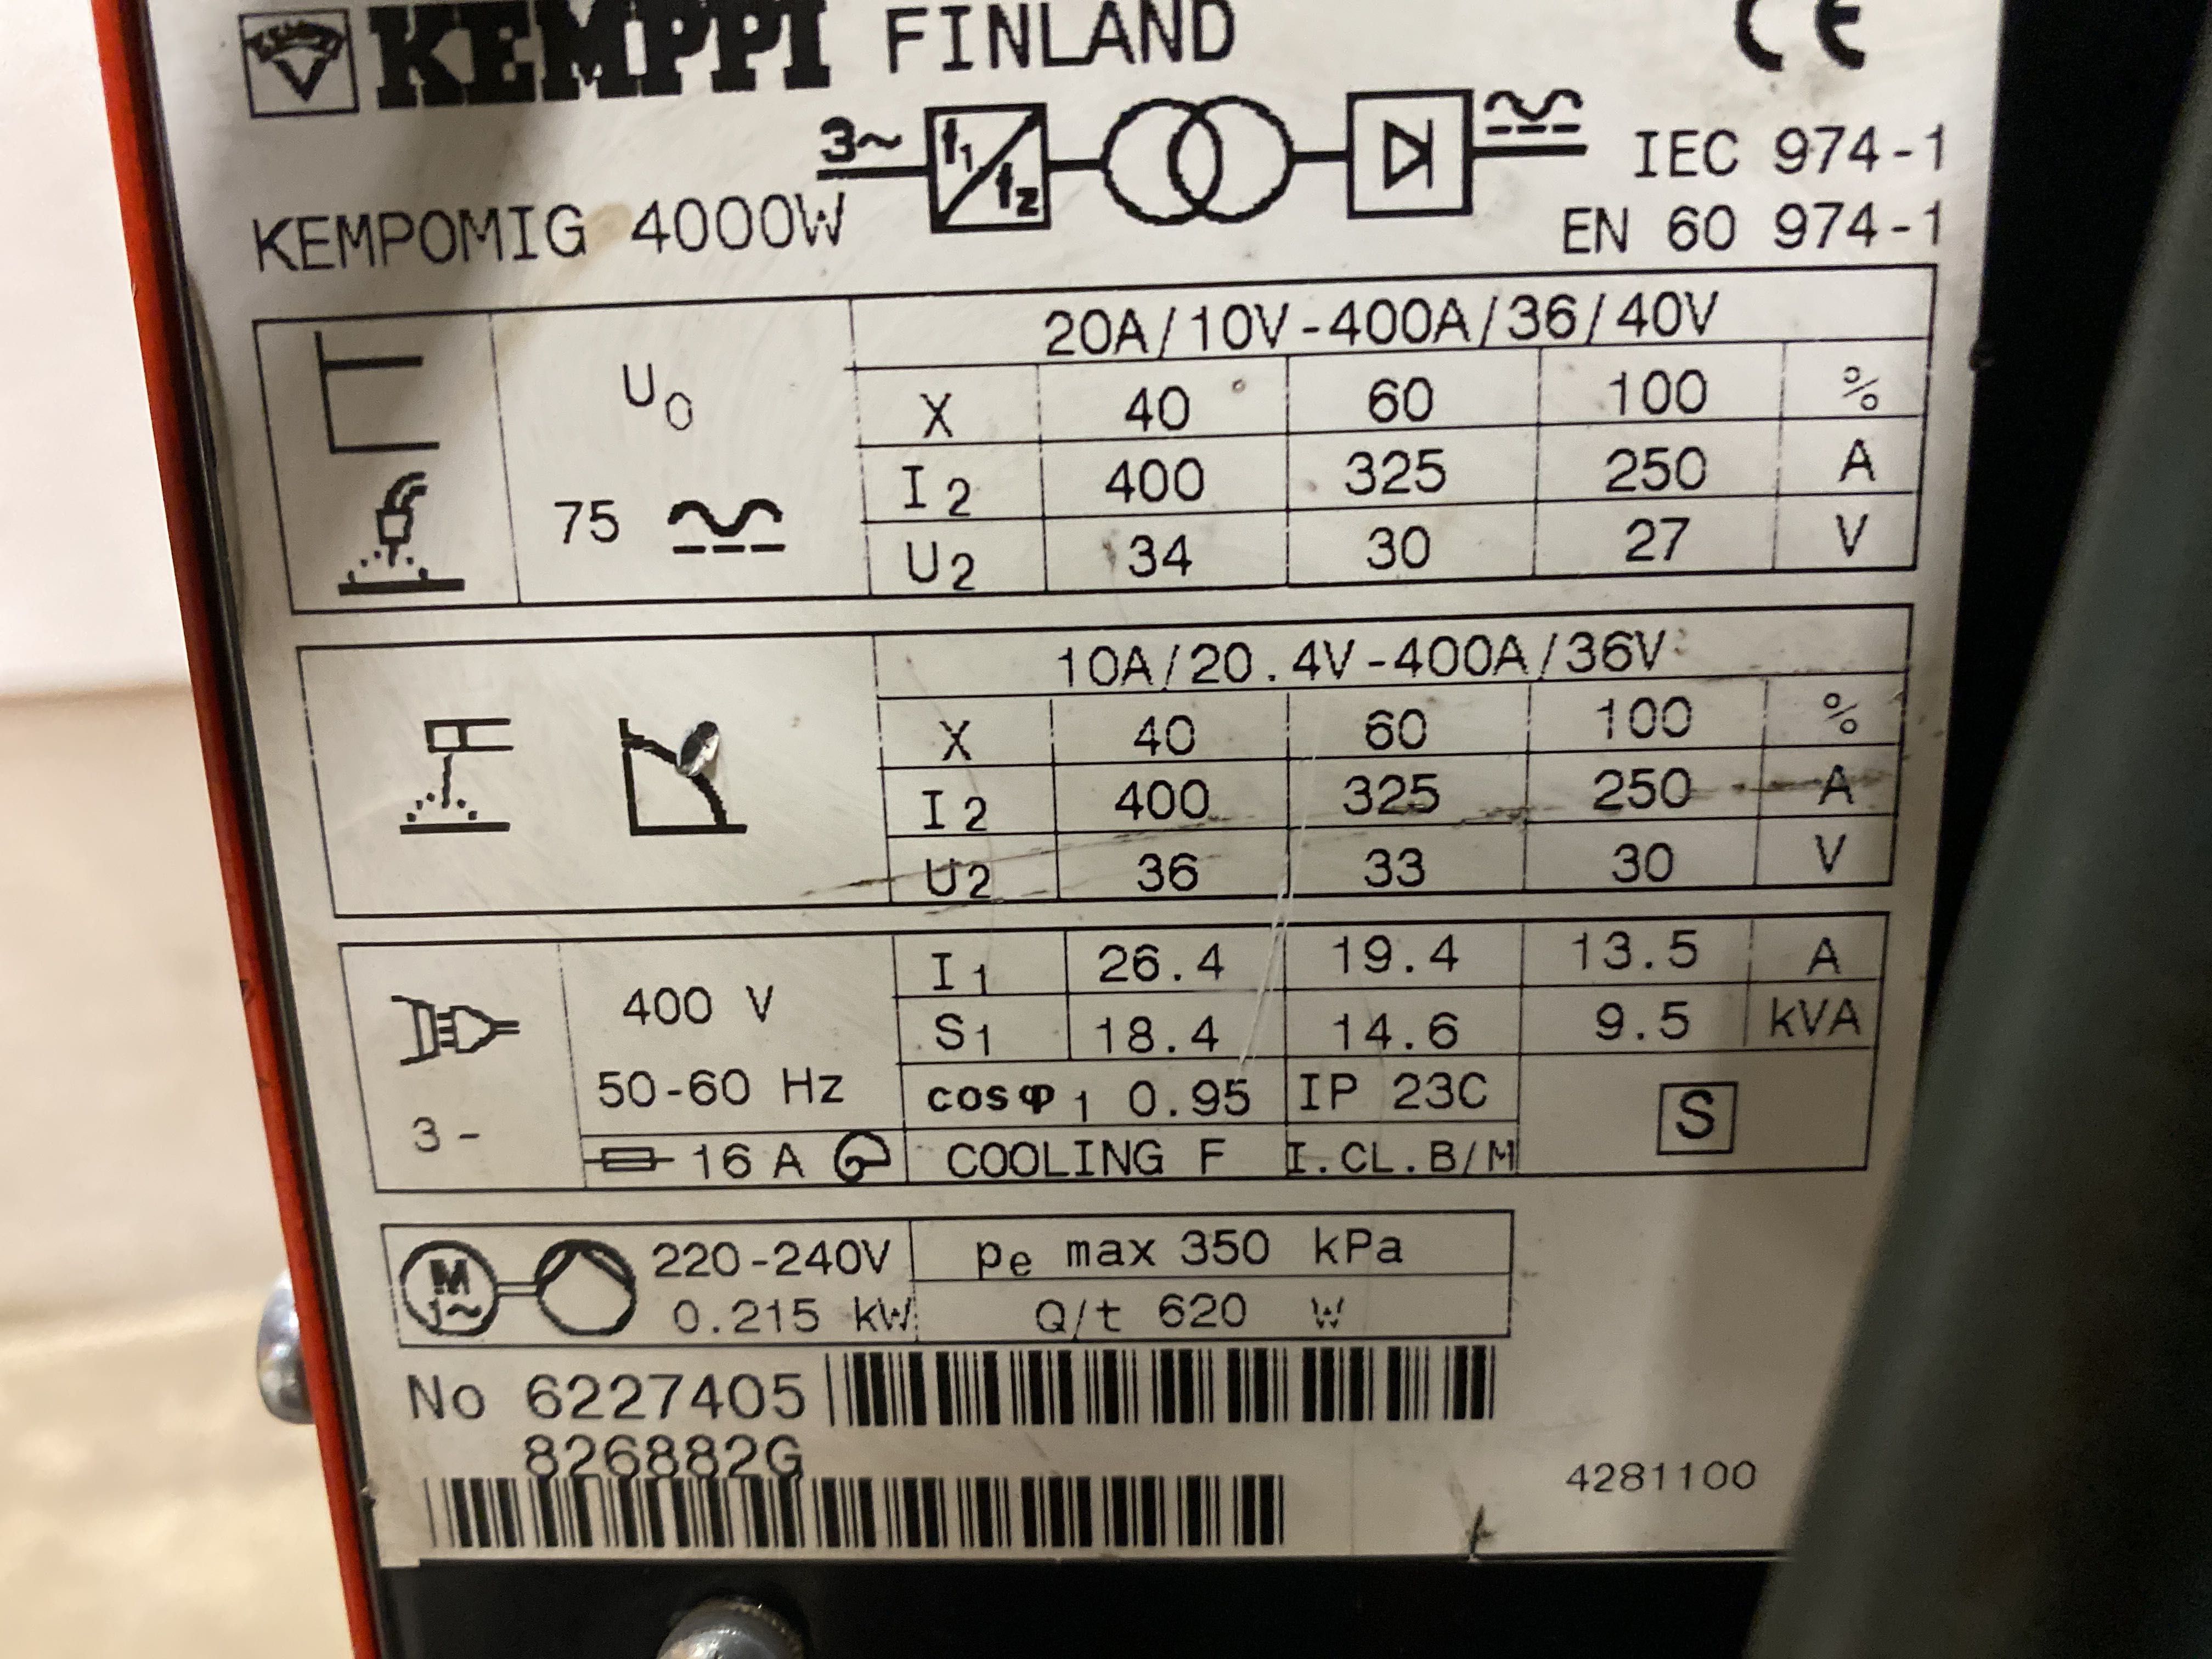 KEMPPI FINLAND CE
3~ f1 f2 IEC 974-1
KEMPOMIG 4000W EN 60 974-1
20A/10V-400A/36/40V
U0 X 40 60 100 %
75 I2 400 325 250 A
U2 34 30 27 V
10A/20.4V-400A/36V
X 40 60 100 %
I2 400 325 250 A
U2 36 33 30 V
I1 26.4 19.4 13.5 A
400 V S1 18.4 14.6 9.5 kVA
50-60 Hz cosφ1 0.95 IP 23C S
3- 16 A COOLING F I.CL.B/M
M 1~ 220-240V pe max 350 kPa
0.215 kW Q/t 620 W
No 6227405
826882G
4281100